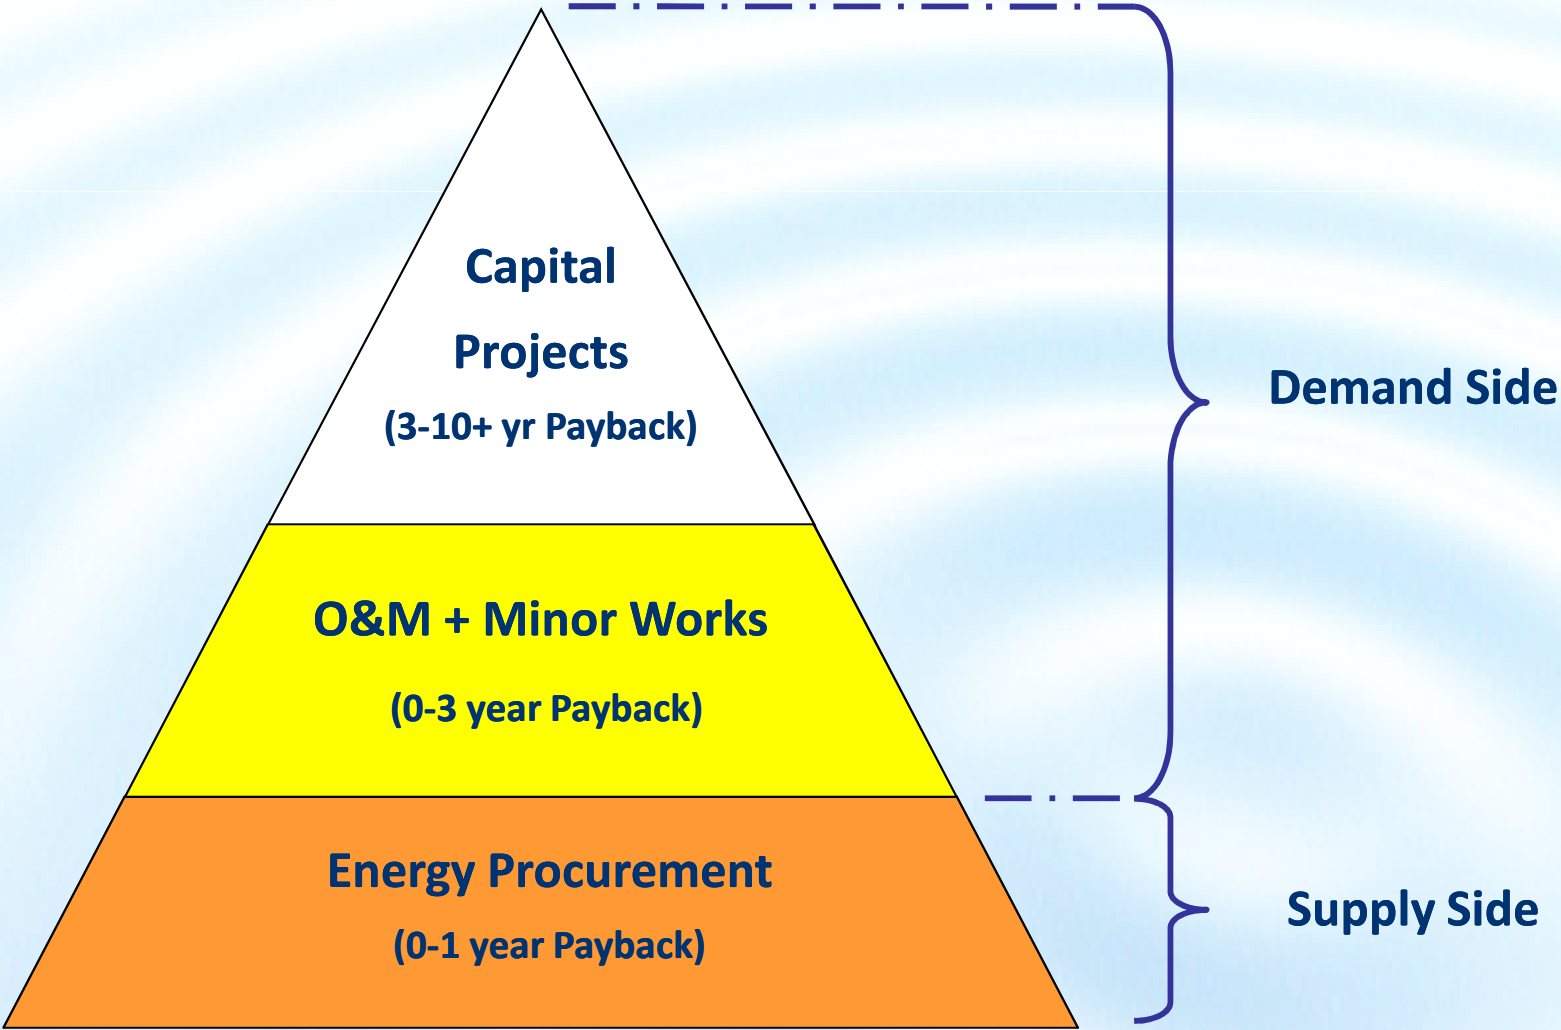 Capital
Projects
(3-10+ yr Payback)
Demand Side
O&M + Minor Works
(0-3 year Payback)
Energy Procurement
(0-1 year Payback)
Supply Side